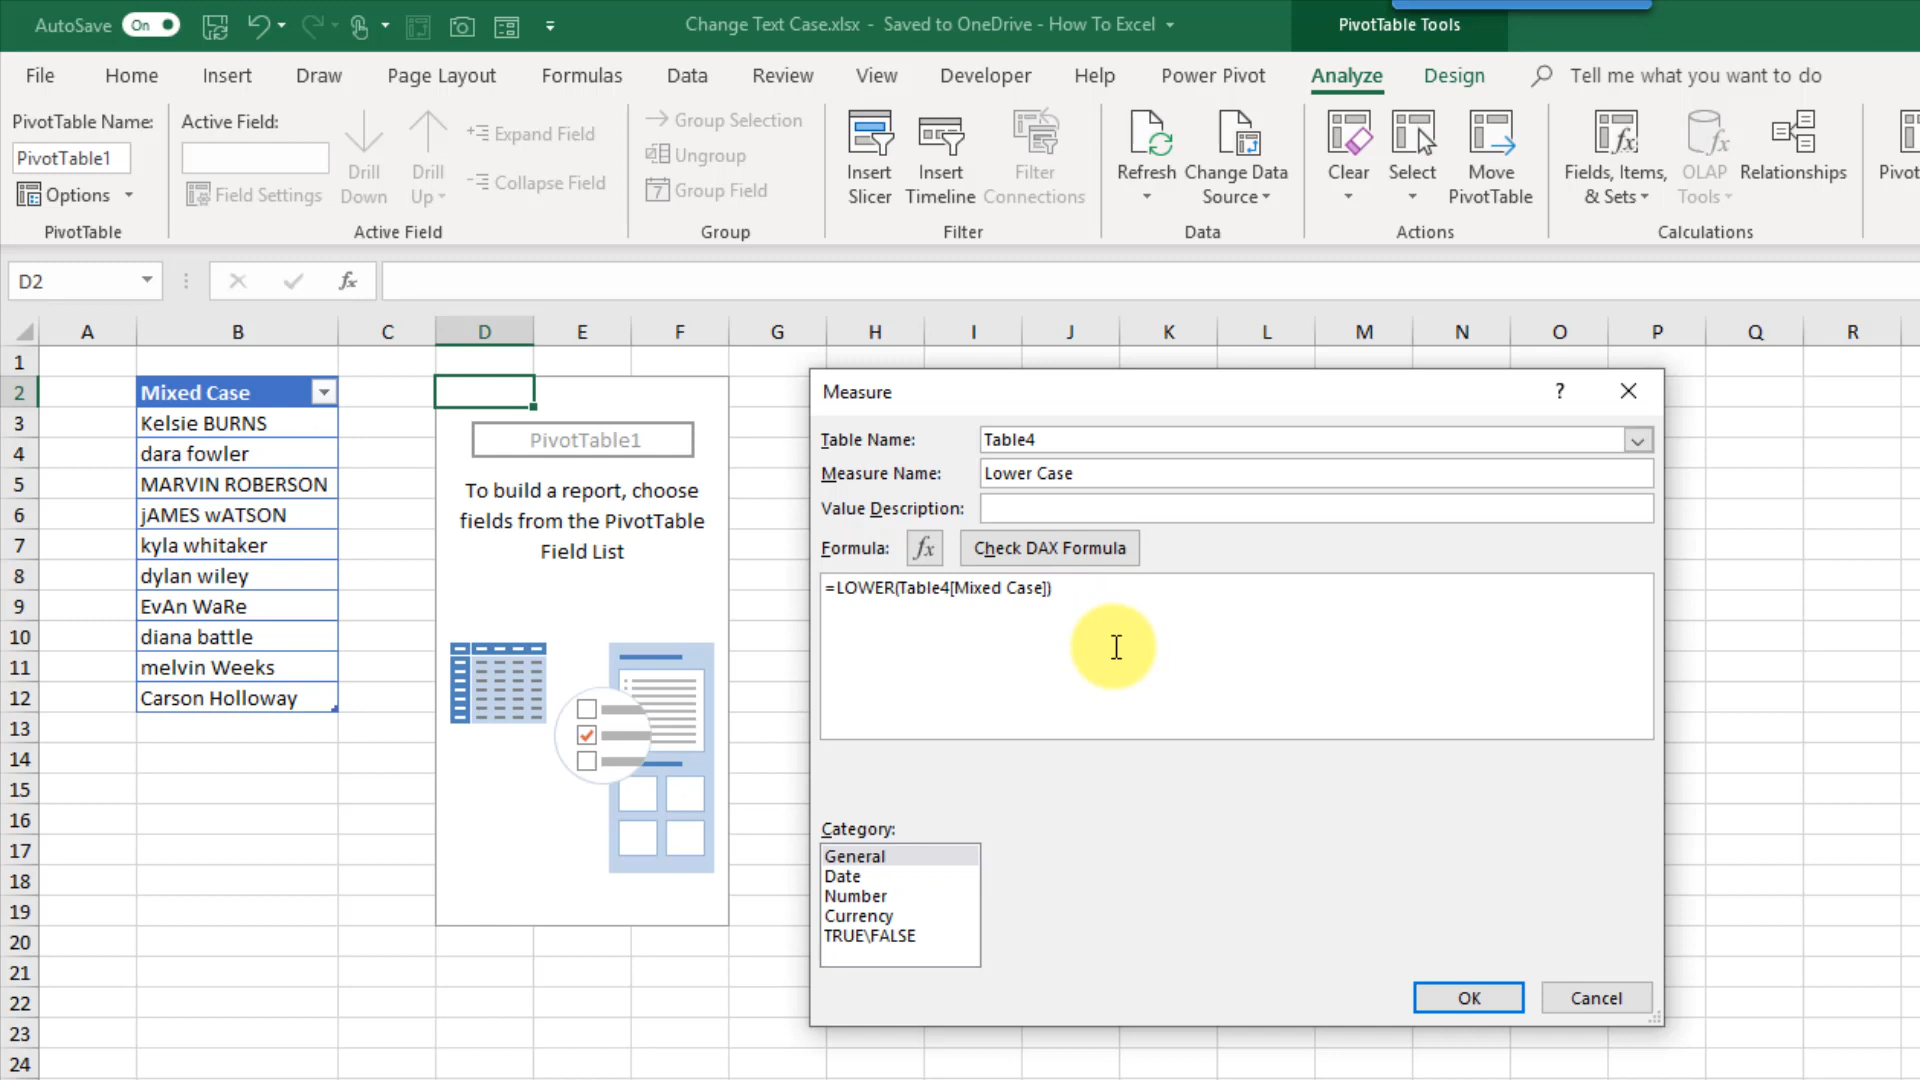 AutoSave On
Change Text Case.xlsx - Saved to OneDrive - How To Excel
PivotTable Tools
File Home Insert Draw Page Layout Formulas Data Review View Developer Help Power Pivot Analyze Design Tell me what you want to do
PivotTable Name:
PivotTable1
Options
PivotTable
Active Field:
Field Settings
Drill Down
Drill Up
Expand Field
Collapse Field
Active Field
Group Selection
Ungroup
Group Field
Group
Insert Slicer
Insert Timeline
Filter Connections
Filter
Refresh
Change Data Source
Data
Clear
Select
Move PivotTable
Actions
Fields, Items, & Sets
OLAP Tools
Relationships
Calculations
D2
fx
A B C D E F G H I J K L M N O P Q R
1
2 Mixed Case
3 Kelsie BURNS
4 dara fowler
5 MARVIN ROBERSON
6 jAMES wATSON
7 kyla whitaker
8 dylan wiley
9 EvAn WaRe
10 diana battle
11 melvin Weeks
12 Carson Holloway
13
14
15
16
17
18
19
20
21
22
23
24
PivotTable1
To build a report, choose
fields from the PivotTable
Field List
Measure
?
Table Name: Table4
Measure Name: Lower Case
Value Description:
Formula: fx Check DAX Formula
=LOWER(Table4[Mixed Case])
Category:
General
Date
Number
Currency
TRUE\FALSE
OK Cancel